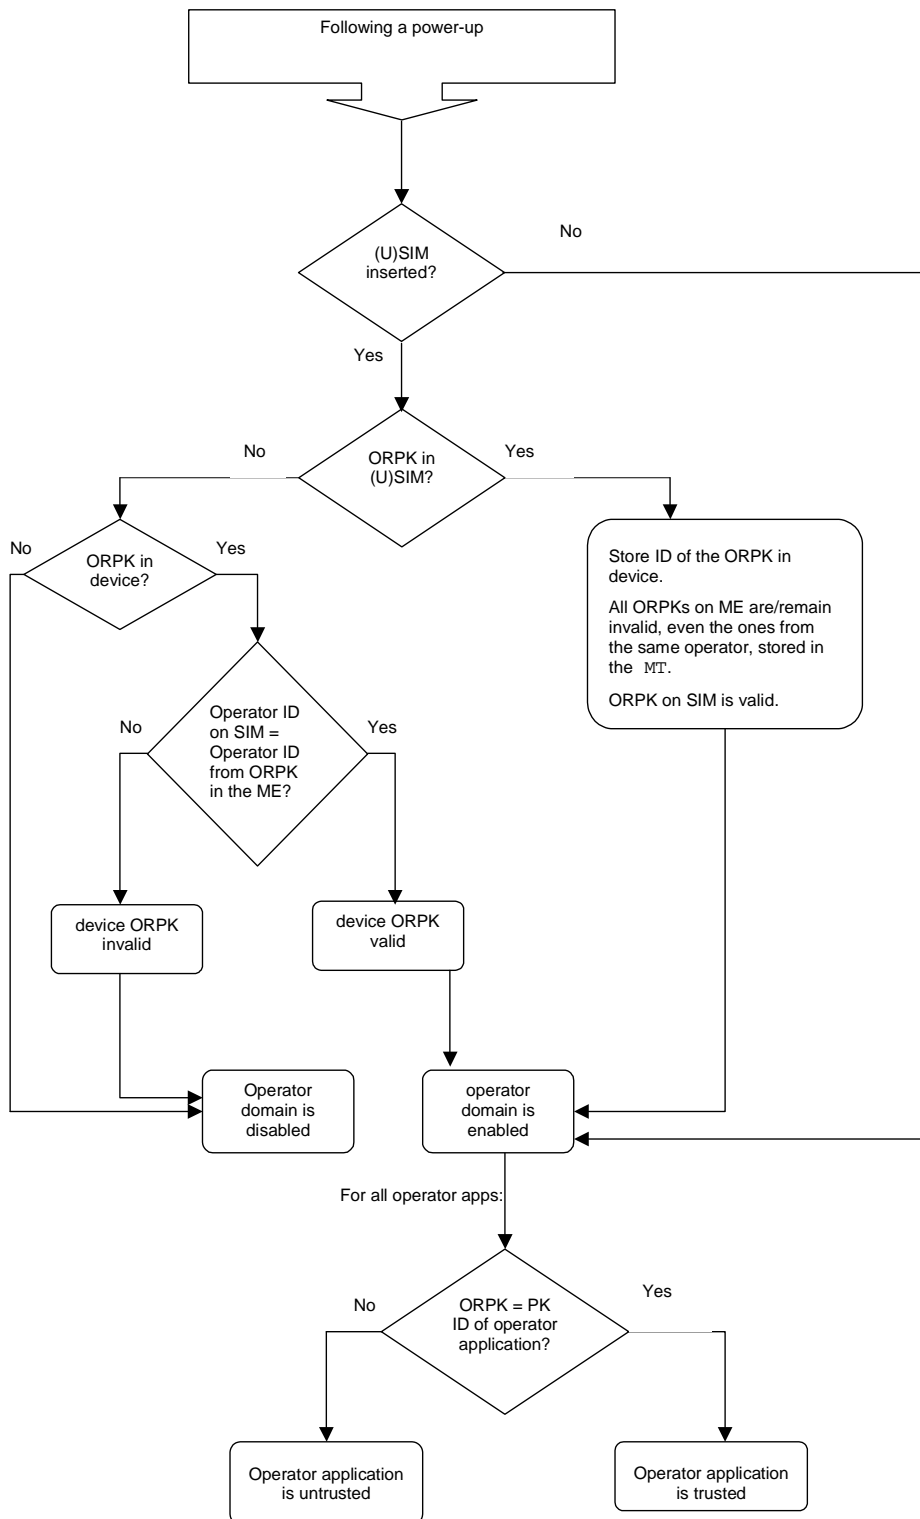 Following a power-up
No
(U)SIM
inserted?
Yes
No
Yes
ORPK in
(U)SIM?
No
Yes
ORPK in
device?
Store ID of the ORPK in
device.
All ORPKs on ME are/remain
invalid, even the ones from
the same operator, stored in
the MT.
ORPK on SIM is valid.
No
Yes
Operator ID
on SIM =
Operator ID
from ORPK
in the ME?
device ORPK
invalid
device ORPK
valid
Operator
domain is
disabled
operator
domain is
enabled
For all operator apps:
No
Yes
ORPK = PK
ID of operator
application?
Operator application
is untrusted
Operator application
is trusted